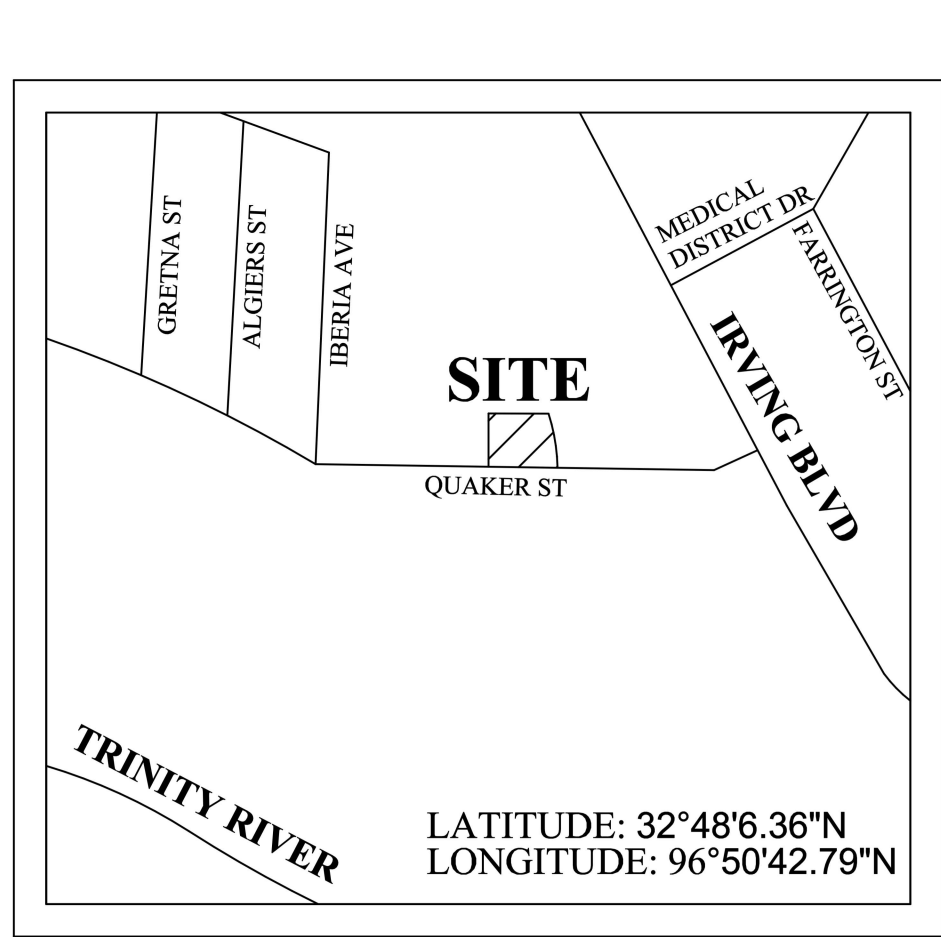 GRETNA ST
ALGIERS ST
IBERIA AVE
MEDICAL
DISTRICT DR
FARRINGTON ST
IRVING BLVD
SITE
QUAKER ST
TRINITY RIVER
LATITUDE: 32°48'6.36"N
LONGITUDE: 96°50'42.79"N